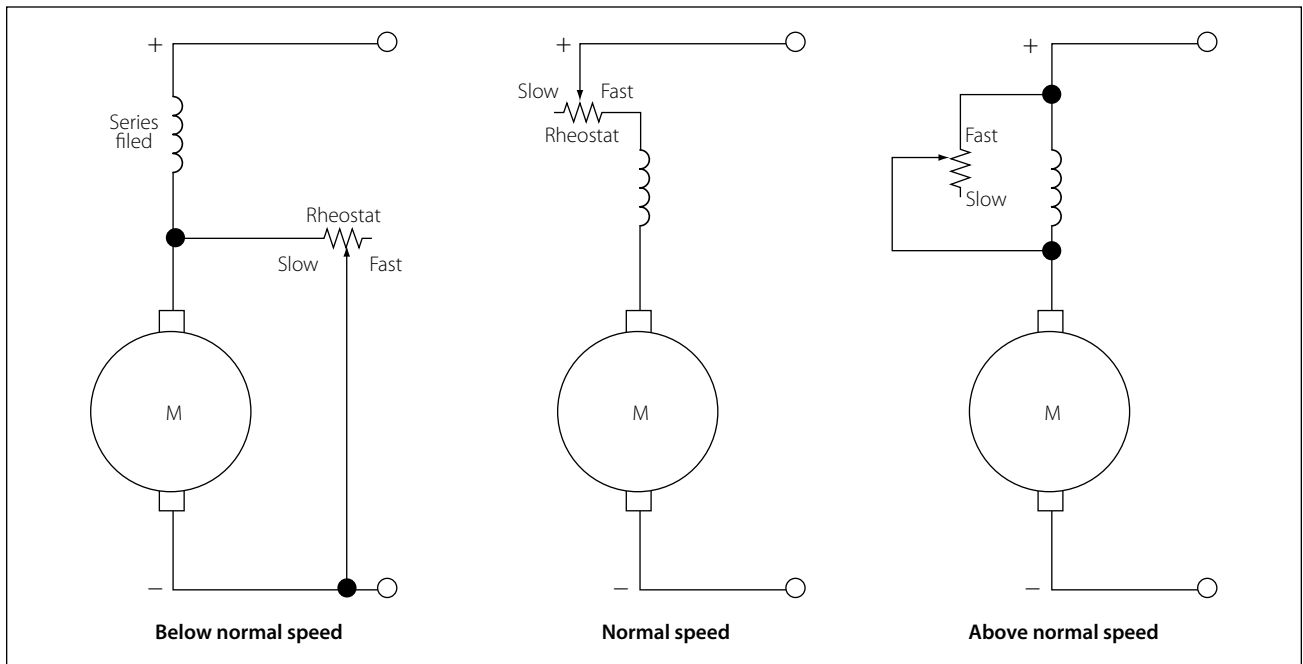 +
Series
filed
Rheostat
Slow
Fast
M
−
Below normal speed
+
Slow
Fast
Rheostat
M
−
Normal speed
+
Fast
Slow
M
−
Above normal speed